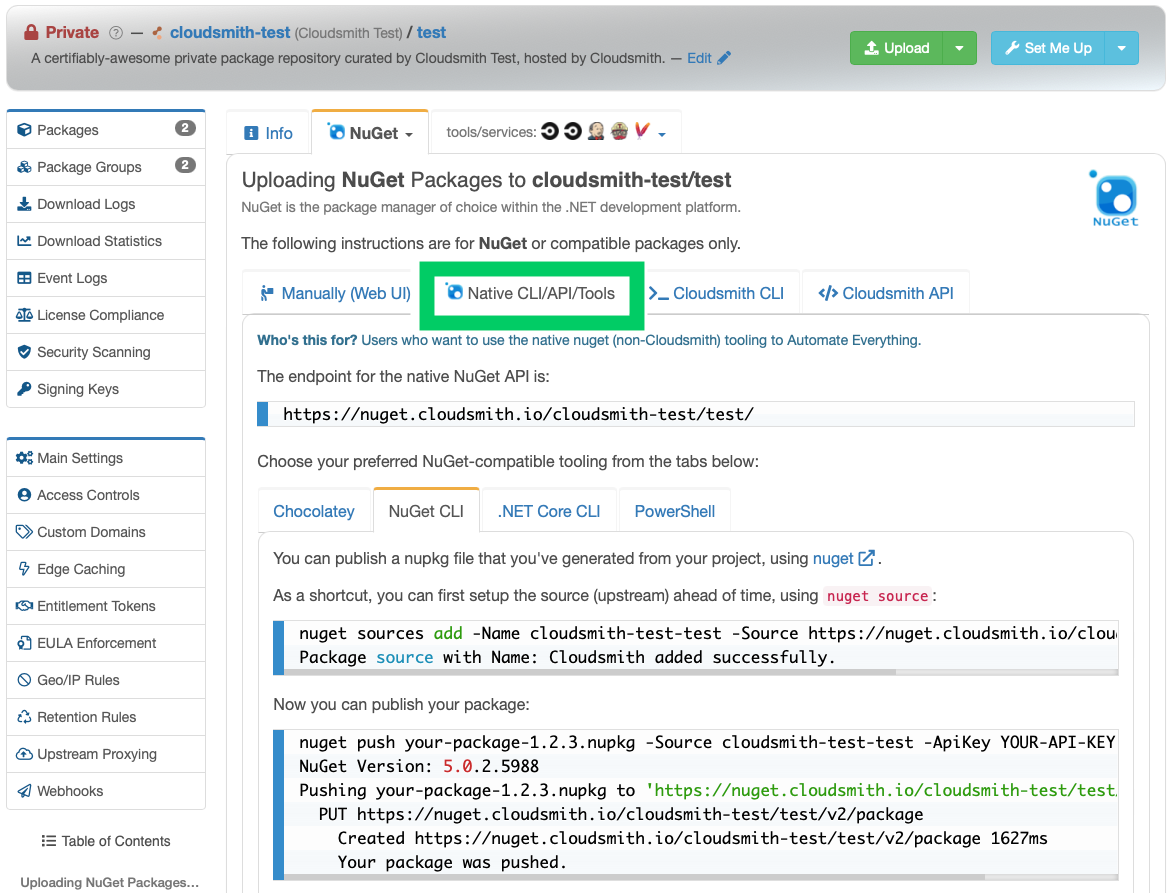 Private ? — cloudsmith-test (Cloudsmith Test) / test
A certifiably-awesome private package repository curated by Cloudsmith Test, hosted by Cloudsmith. — Edit
Upload
Set Me Up
Packages 2
Package Groups 2
Download Logs
Download Statistics
Event Logs
License Compliance
Security Scanning
Signing Keys
Main Settings
Access Controls
Custom Domains
Edge Caching
Entitlement Tokens
EULA Enforcement
Geo/IP Rules
Retention Rules
Upstream Proxying
Webhooks
Table of Contents
Uploading NuGet Packages...
Info
NuGet
tools/services:
Uploading NuGet Packages to cloudsmith-test/test
NuGet is the package manager of choice within the .NET development platform.
NuGet
The following instructions are for NuGet or compatible packages only.
Manually (Web UI)
Native CLI/API/Tools
Cloudsmith CLI
Cloudsmith API
Who's this for? Users who want to use the native nuget (non-Cloudsmith) tooling to Automate Everything.
The endpoint for the native NuGet API is:
https://nuget.cloudsmith.io/cloudsmith-test/test/
Choose your preferred NuGet-compatible tooling from the tabs below:
Chocolatey
NuGet CLI
.NET Core CLI
PowerShell
You can publish a nupkg file that you've generated from your project, using nuget .
As a shortcut, you can first setup the source (upstream) ahead of time, using nuget source :
nuget sources add -Name cloudsmith-test-test -Source https://nuget.cloudsmith.io/clou
Package source with Name: Cloudsmith added successfully.
Now you can publish your package:
nuget push your-package-1.2.3.nupkg -Source cloudsmith-test-test -ApiKey YOUR-API-KEY
NuGet Version: 5.0.2.5988
Pushing your-package-1.2.3.nupkg to 'https://nuget.cloudsmith.io/cloudsmith-test/test/
PUT https://nuget.cloudsmith.io/cloudsmith-test/test/v2/package
Created https://nuget.cloudsmith.io/cloudsmith-test/test/v2/package 1627ms
Your package was pushed.